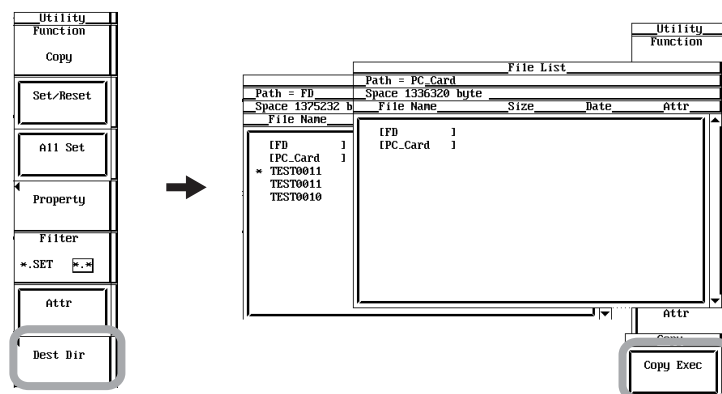 Utility
Function
Copy
Set/Reset
All Set
Property
Filter
*.SET *.*
Attr
Dest Dir
Path = FD
Space 1375232 b
File Name
[FD ]
[PC_Card ]
* TEST0011
TEST0011
TEST0010
File List
Path = PC_Card
Space 1336320 byte
File Name Size Date Attr
[FD ]
[PC_Card ]
Utility
Function
Attr
Copy Exec